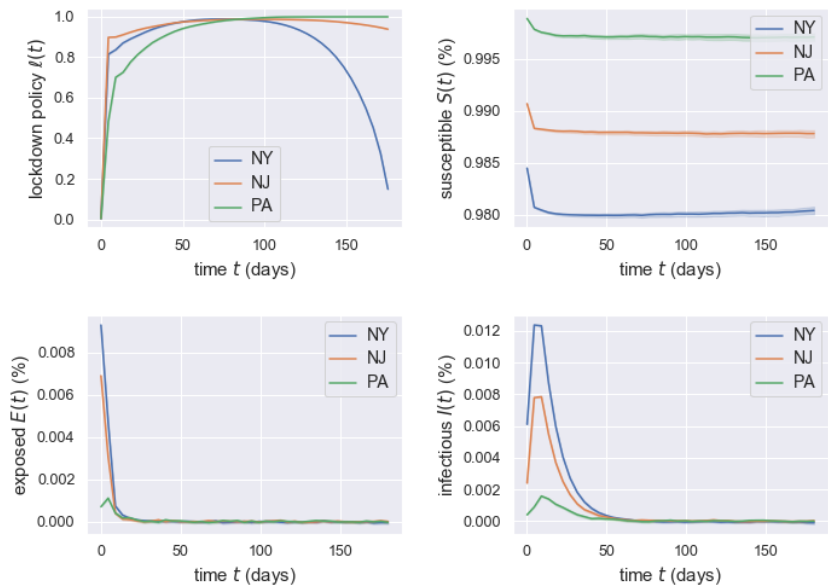 lockdown policy ℓ(t)
1.0
0.8
0.6
0.4
0.2
0.0
NY
NJ
PA
0 50 100 150
time t (days)
susceptible S(t) (%)
0.995
0.990
0.985
0.980
NY
NJ
PA
0 50 100 150
time t (days)
exposed E(t) (%)
0.008
0.006
0.004
0.002
0.000
NY
NJ
PA
0 50 100 150
time t (days)
infectious I(t) (%)
0.012
0.010
0.008
0.006
0.004
0.002
0.000
NY
NJ
PA
0 50 100 150
time t (days)